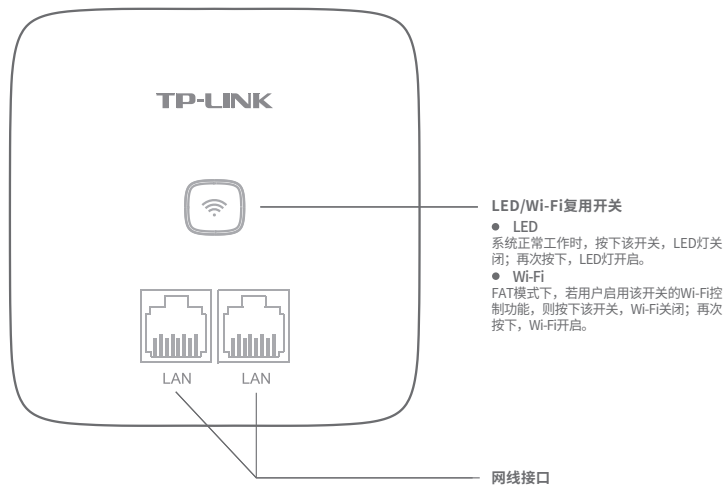 TP-LINK
LED/Wi-Fi复用开关
● LED
系统正常工作时，按下该开关，LED灯关
闭；再次按下，LED灯开启。
● Wi-Fi
FAT模式下，若用户启用该开关的Wi-Fi控
制功能，则按下该开关，Wi-Fi关闭；再次
按下，Wi-Fi开启。
LAN LAN
网线接口